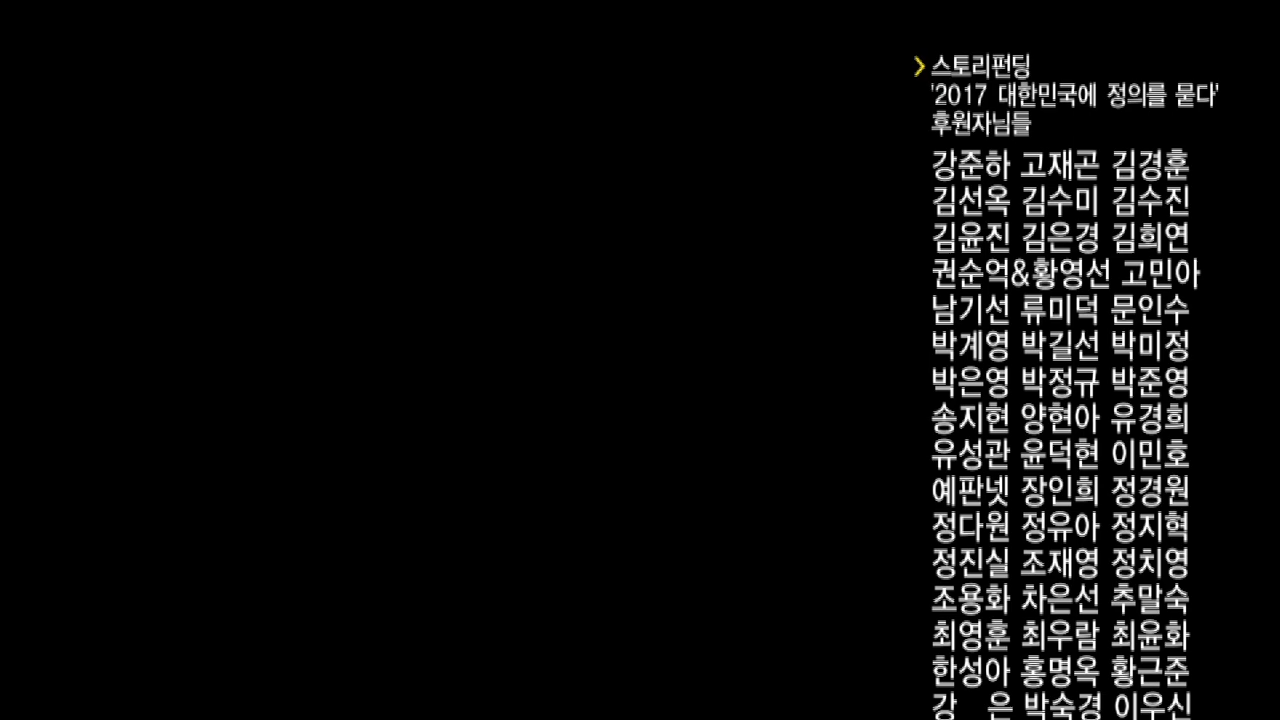 스토리펀딩
'2017 대한민국에 정의를 묻다'
후원자님들
강준하 고재곤 김경훈
김선옥 김수미 김수진
김윤진 김은경 김희연
권순억&황영선 고민아
남기선 류미덕 문인수
박계영 박길선 박미정
박은영 박정규 박준영
송지현 양현아 유경희
유성관 윤덕현 이민호
예판넷 장인희 정경원
정다원 정유아 정지혁
정진실 조재영 정치영
조용화 차은선 추말숙
최영훈 최우람 최윤화
한성아 홍명옥 황근준
강 은 박숙경 이우신